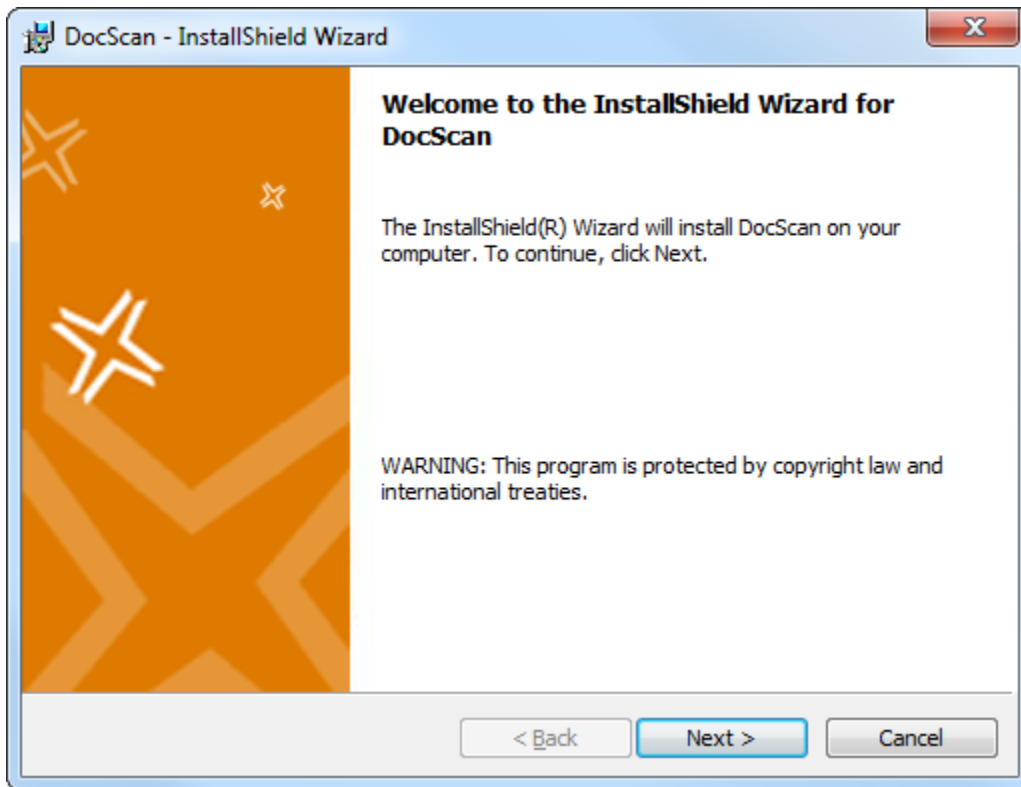 DocScan - InstallShield Wizard
Welcome to the InstallShield Wizard for
DocScan
The InstallShield(R) Wizard will install DocScan on your
computer. To continue, click Next.
WARNING: This program is protected by copyright law and
international treaties.
< Back
Next >
Cancel